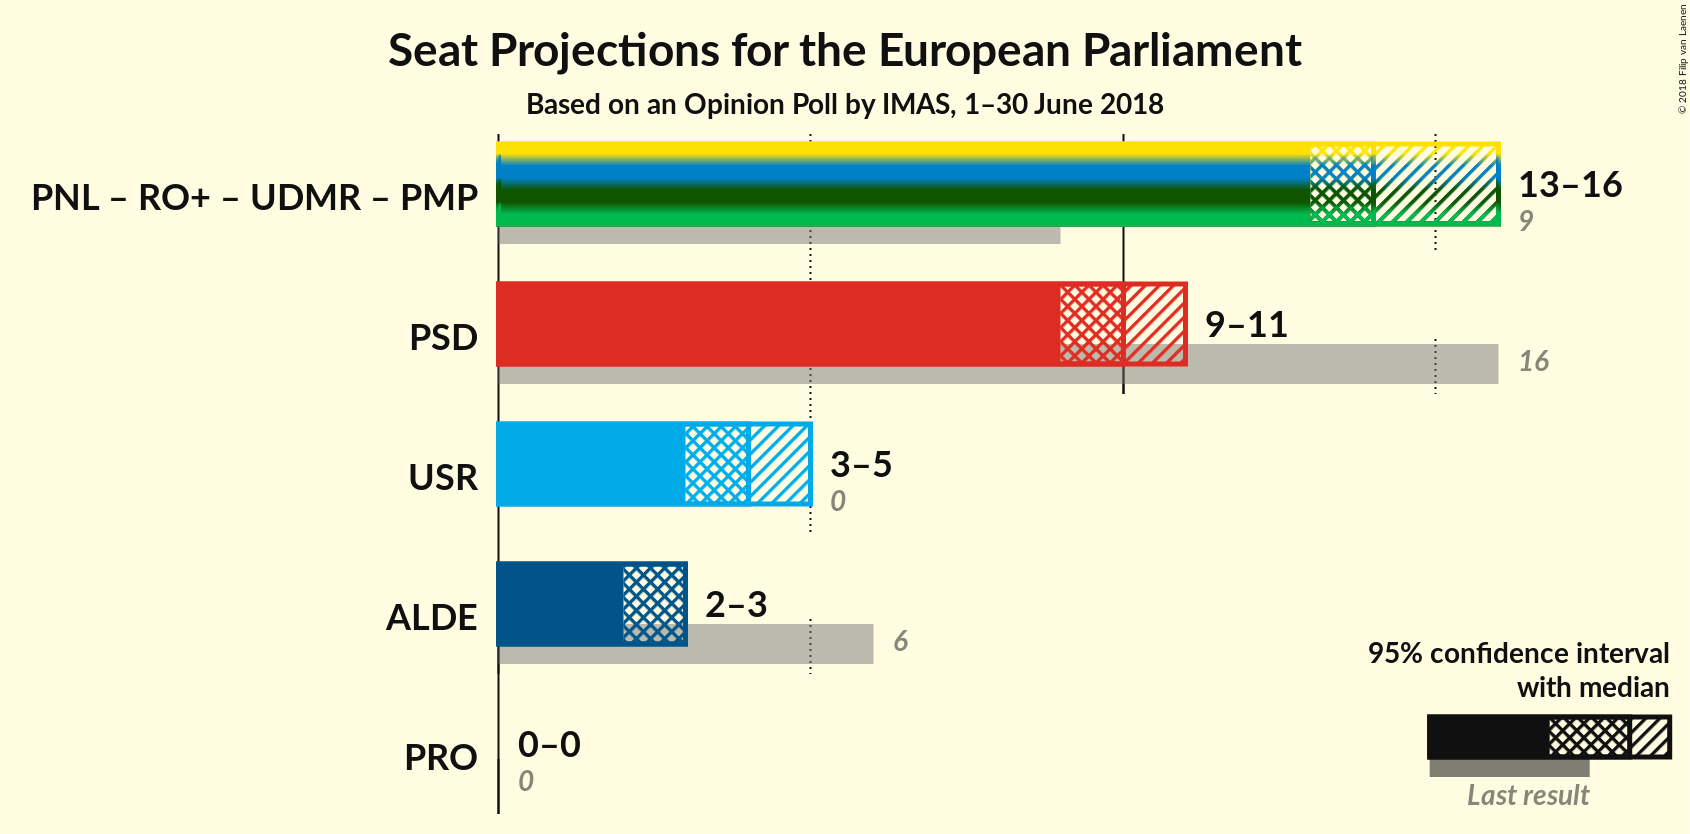 Seat Projections for the European Parliament
Based on an Opinion Poll by IMAS, 1–30 June 2018
© 2018 Filip van Laenen
PNL – RO+ – UDMR – PMP
13–16
9
PSD
9–11
16
USR
3–5
0
ALDE
2–3
6
PRO
0–0
0
95% confidence interval
with median
Last result